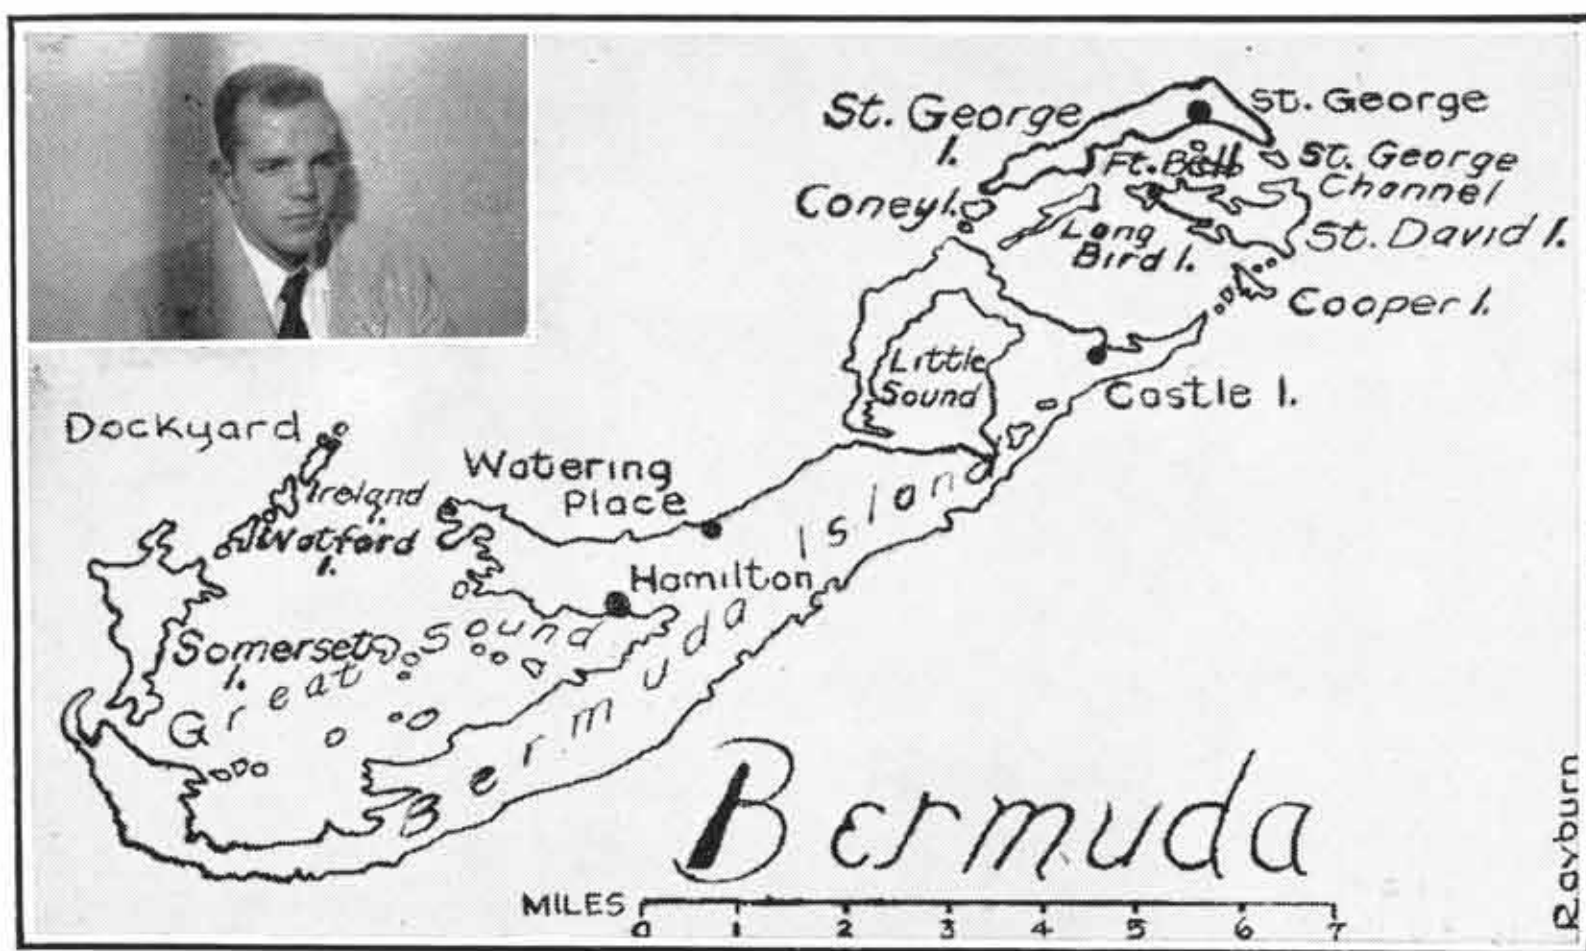 St. George
I.
St. George
Ft. Bell
St. George
Channel
Coney I.
Long
Bird I.
St. David I.
Cooper I.
Little
Sound
Castle I.
Dockyard
Watering
Place
Ireland
I.
Watford
I.
Hamilton
Somerset
I.
Great Sound
Bermuda Island
Bermuda
MILES
0 1 2 3 4 5 6 7
Rayburn